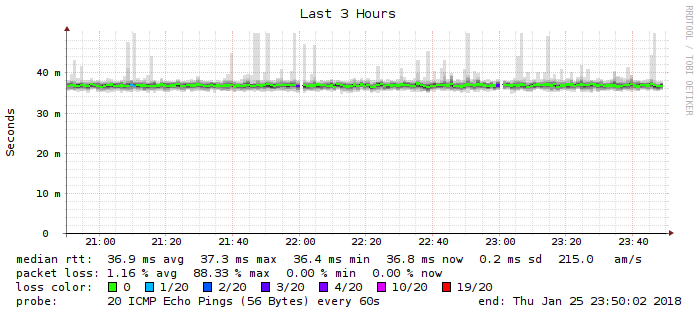 Last 3 Hours
RRDTOOL / TOBI OETIKER
Seconds
40 m
30 m
20 m
10 m
0
21:00 21:20 21:40 22:00 22:20 22:40 23:00 23:20 23:40
median rtt: 36.9 ms avg 37.3 ms max 36.4 ms min 36.8 ms now 0.2 ms sd 215.0 am/s
packet loss: 1.16 % avg 88.33 % max 0.00 % min 0.00 % now
loss color: 0 1/20 2/20 3/20 4/20 10/20 19/20
probe: 20 ICMP Echo Pings (56 Bytes) every 60s end: Thu Jan 25 23:50:02 2018